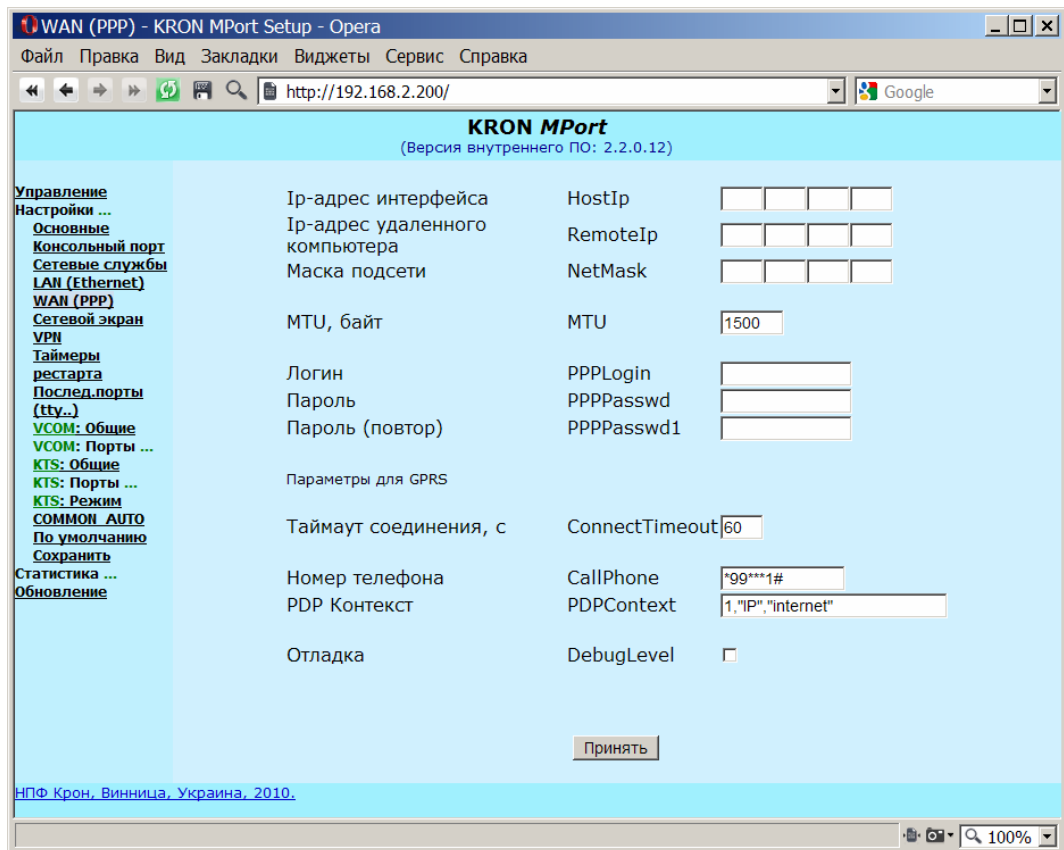 WAN (PPP) - KRON MPort Setup - Opera
Файл Правка Вид Закладки Виджеты Сервис Справка
http://192.168.2.200/
Google
KRON MPort
(Версия внутреннего ПО: 2.2.0.12)
Управление
Настройки ...
Основные
Консольный порт
Сетевые службы
LAN (Ethernet)
WAN (PPP)
Сетевой экран
VPN
Таймеры
рестарта
Послед.порты
(tty..)
VCOM: Общие
VCOM: Порты ...
KTS: Общие
KTS: Порты ...
KTS: Режим
COMMON_AUTO
По умолчанию
Сохранить
Статистика ...
Обновление
Ip-адрес интерфейса HostIp
Ip-адрес удаленного
компьютера RemoteIp
Маска подсети NetMask
MTU, байт MTU 1500
Логин PPPLogin
Пароль PPPPasswd
Пароль (повтор) PPPPasswd1
Параметры для GPRS
Таймаут соединения, с ConnectTimeout 60
Номер телефона CallPhone *99***1#
PDP Контекст PDPContext 1,"IP","internet"
Отладка DebugLevel
Принять
НПФ Крон, Винница, Украина, 2010.
100%